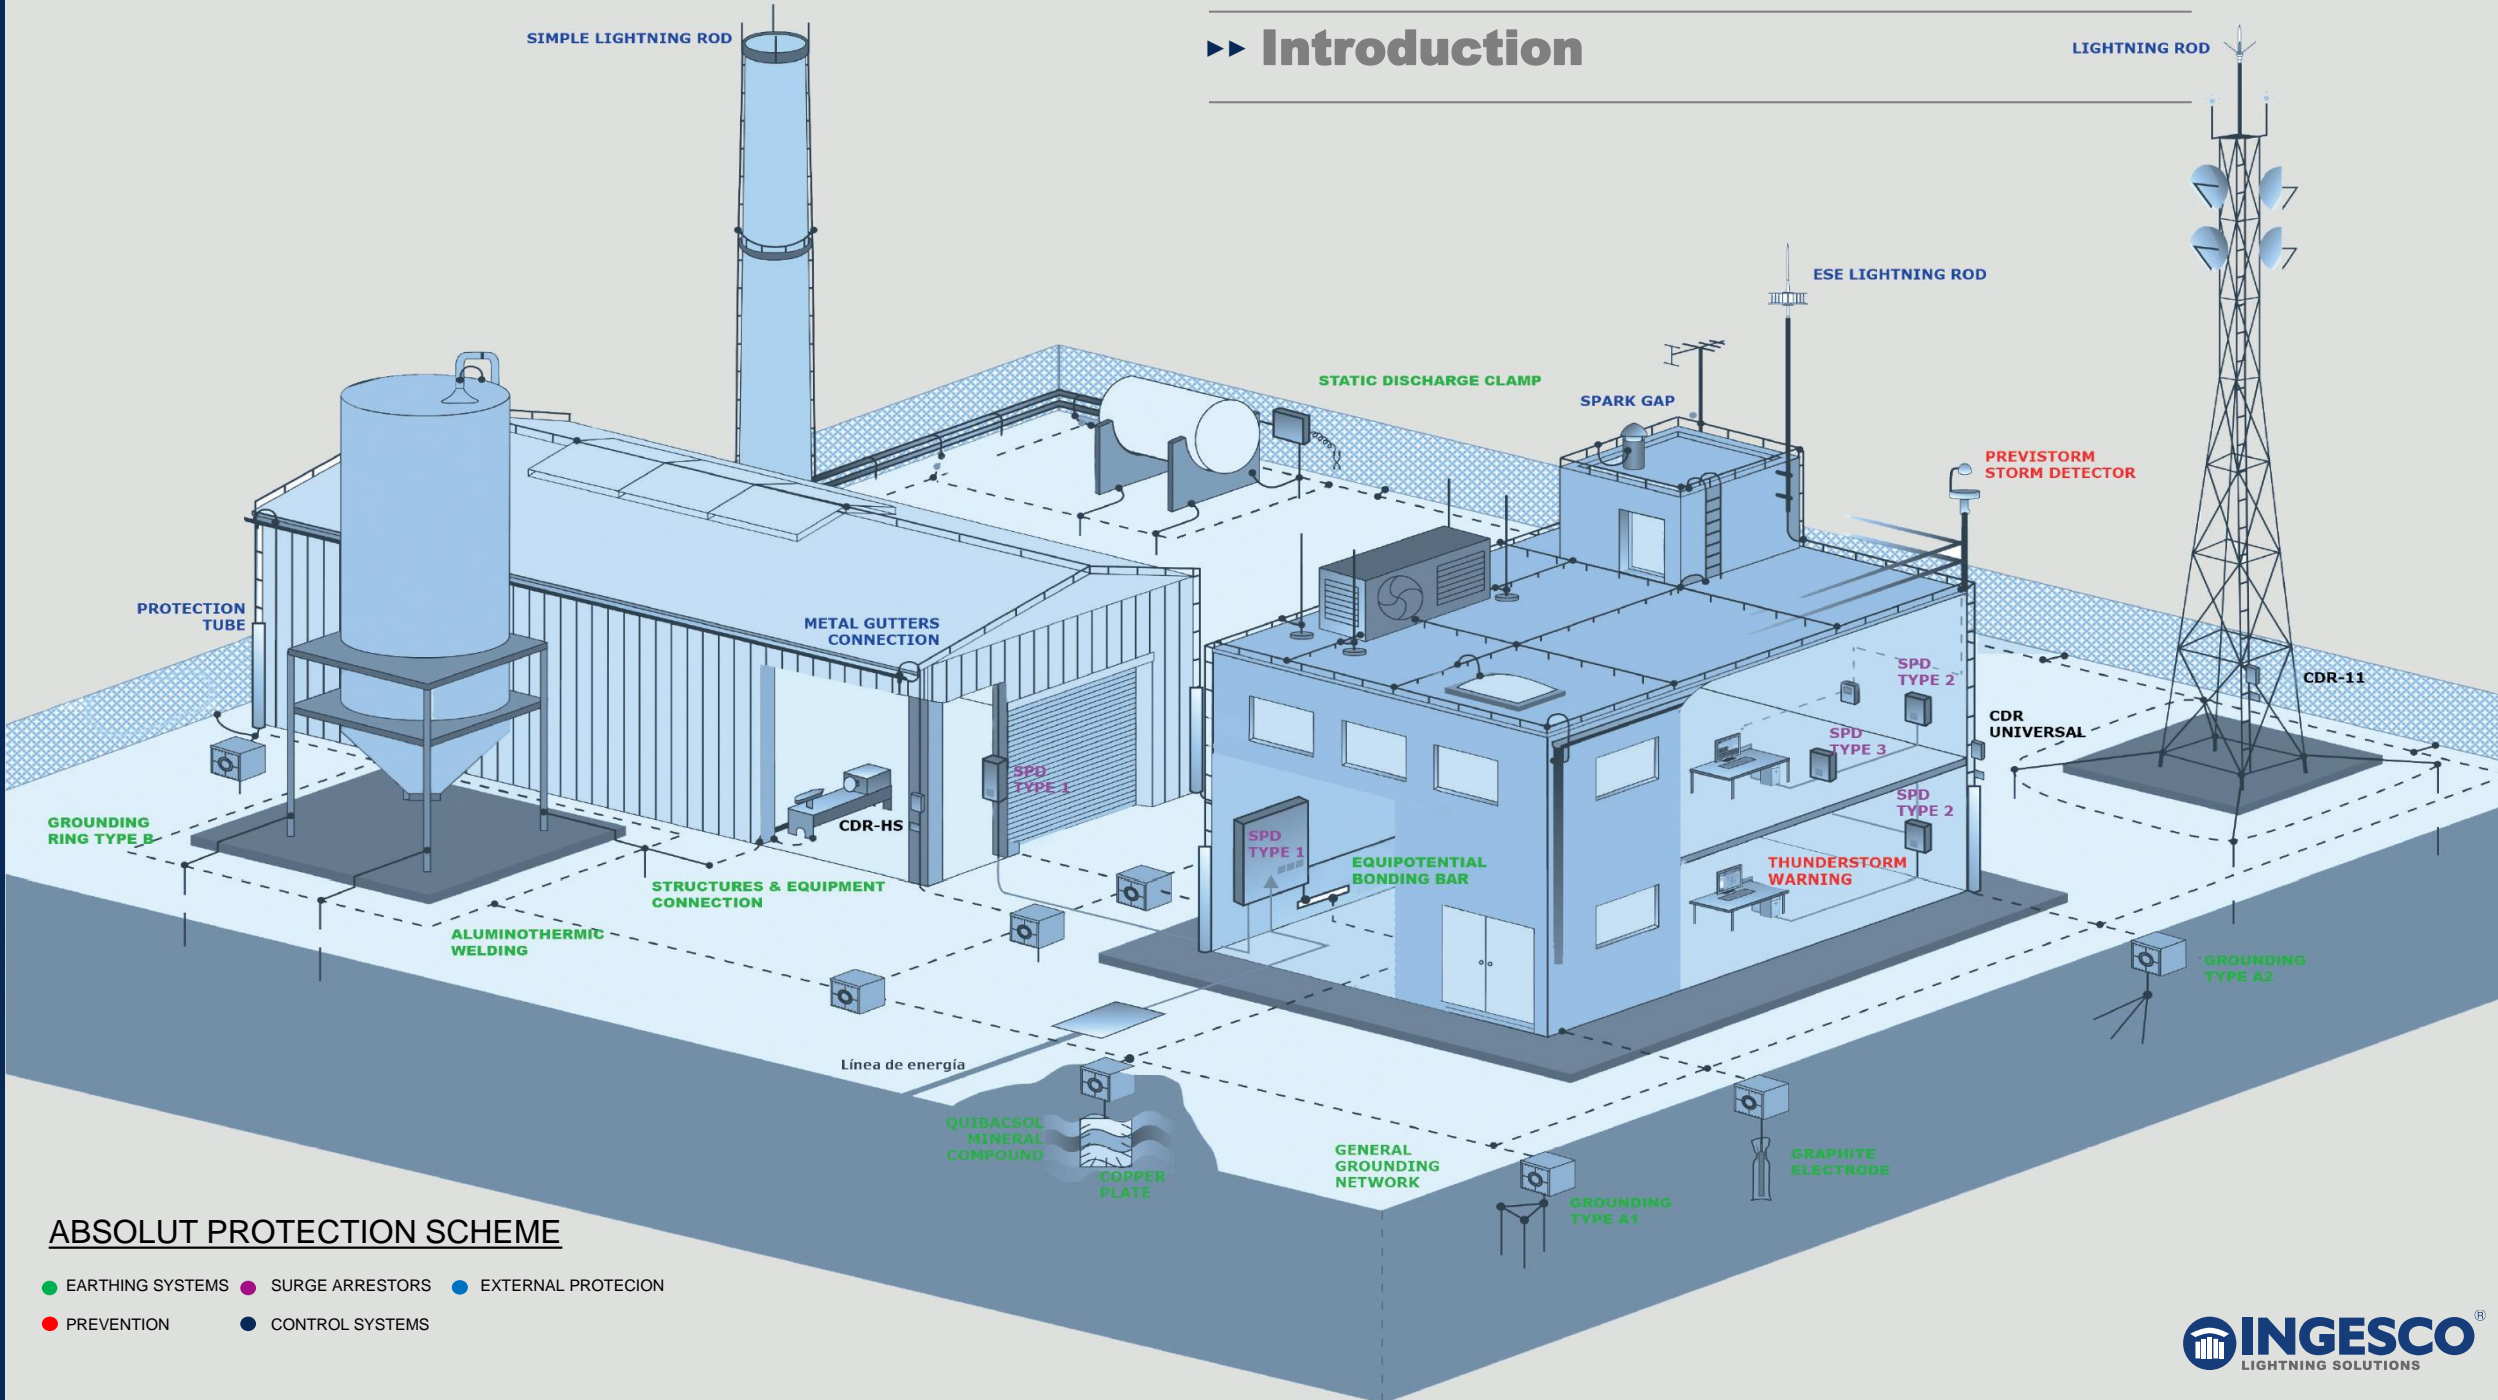 SIMPLE LIGHTNING ROD
Introduction
LIGHTNING ROD
ESE LIGHTNING ROD
STATIC DISCHARGE CLAMP
SPARK GAP
PREVISTORM
STORM DETECTOR
PROTECTION
TUBE
METAL GUTTERS
CONNECTION
SPD
TYPE 2
CDR-11
CDR
UNIVERSAL
SPD
TYPE 3
SPD
TYPE 1
SPD
TYPE 2
GROUNDING
RING TYPE B
CDR-HS
SPD
TYPE 1
EQUIPOTENTIAL
BONDING BAR
THUNDERSTORM
WARNING
STRUCTURES & EQUIPMENT
CONNECTION
ALUMINOTHERMIC
WELDING
GROUNDING
TYPE A2
Línea de energía
QUIBACSOL
MINERAL
COMPOUND
COPPER
PLATE
GENERAL
GROUNDING
NETWORK
GRAPHITE
ELECTRODE
GROUNDING
TYPE A1
ABSOLUT PROTECTION SCHEME
EARTHING SYSTEMS
SURGE ARRESTORS
EXTERNAL PROTECION
PREVENTION
CONTROL SYSTEMS
INGESCO®
LIGHTNING SOLUTIONS